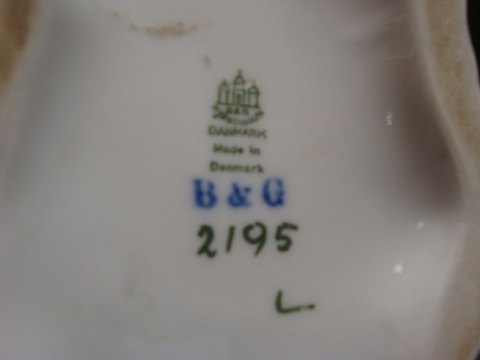 B&G
DANMARK
Made in
Denmark
B & G
2195
L